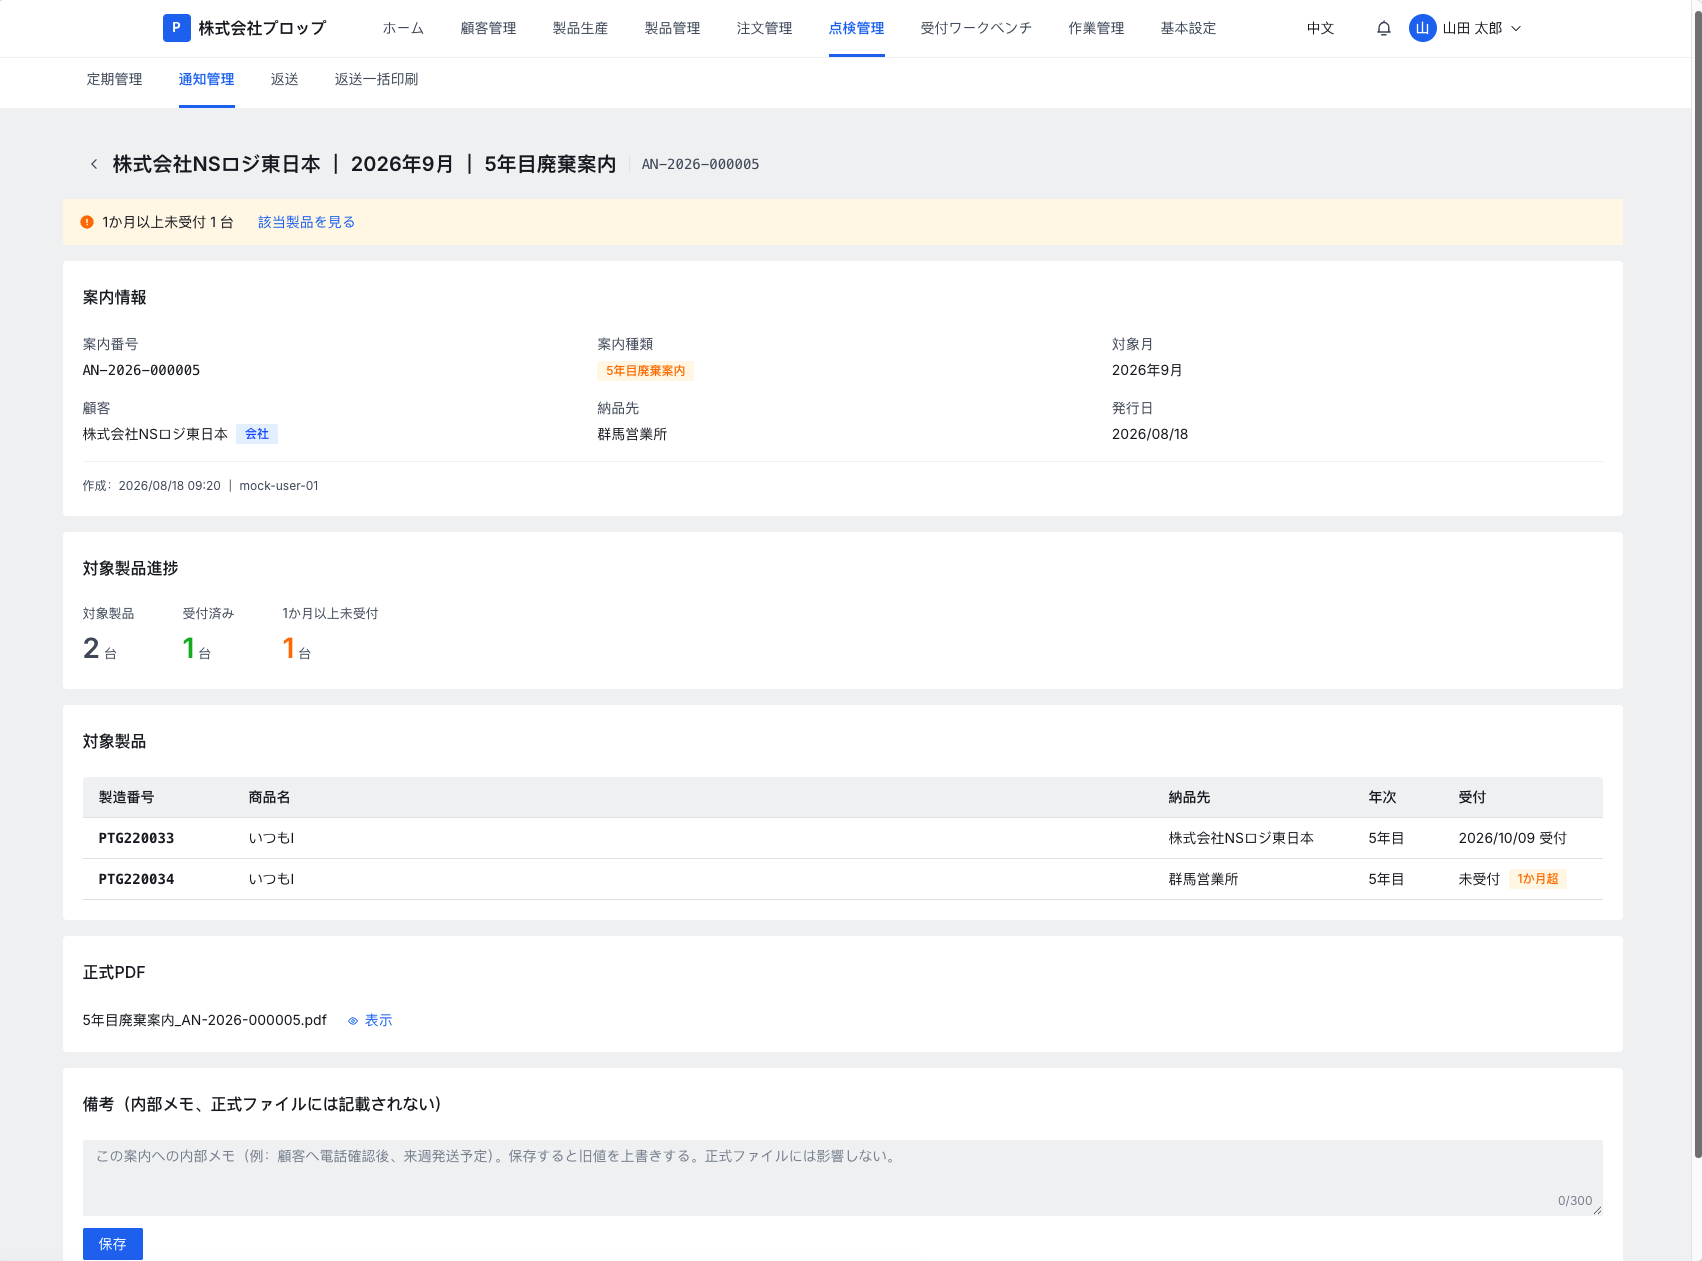 P 株式会社プロップ ホーム 顧客管理 製品生産 製品管理 注文管理 点検管理 受付ワークベンチ 作業管理 基本設定 中文 山 山田 太郎
定期管理 通知管理 返送 返送一括印刷
株式会社NSロジ東日本 | 2026年9月 | 5年目廃棄案内 AN-2026-000005
1か月以上未受付 1 台 該当製品を見る
案内情報
案内番号 案内種類 対象月
AN-2026-000005 5年目廃棄案内 2026年9月
顧客 納品先 発行日
株式会社NSロジ東日本 会社 群馬営業所 2026/08/18
作成: 2026/08/18 09:20 | mock-user-01
対象製品進捗
対象製品 受付済み 1か月以上未受付
2 台 1 台 1 台
対象製品
製造番号 商品名 納品先 年次 受付
PTG220033 いつもI 株式会社NSロジ東日本 5年目 2026/10/09 受付
PTG220034 いつもI 群馬営業所 5年目 未受付 1か月超
正式PDF
5年目廃棄案内_AN-2026-000005.pdf 表示
備考（内部メモ、正式ファイルには記載されない）
この案内への内部メモ（例: 顧客へ電話確認後、来週発送予定）。保存すると旧値を上書きする。正式ファイルには影響しない。
0/300
保存